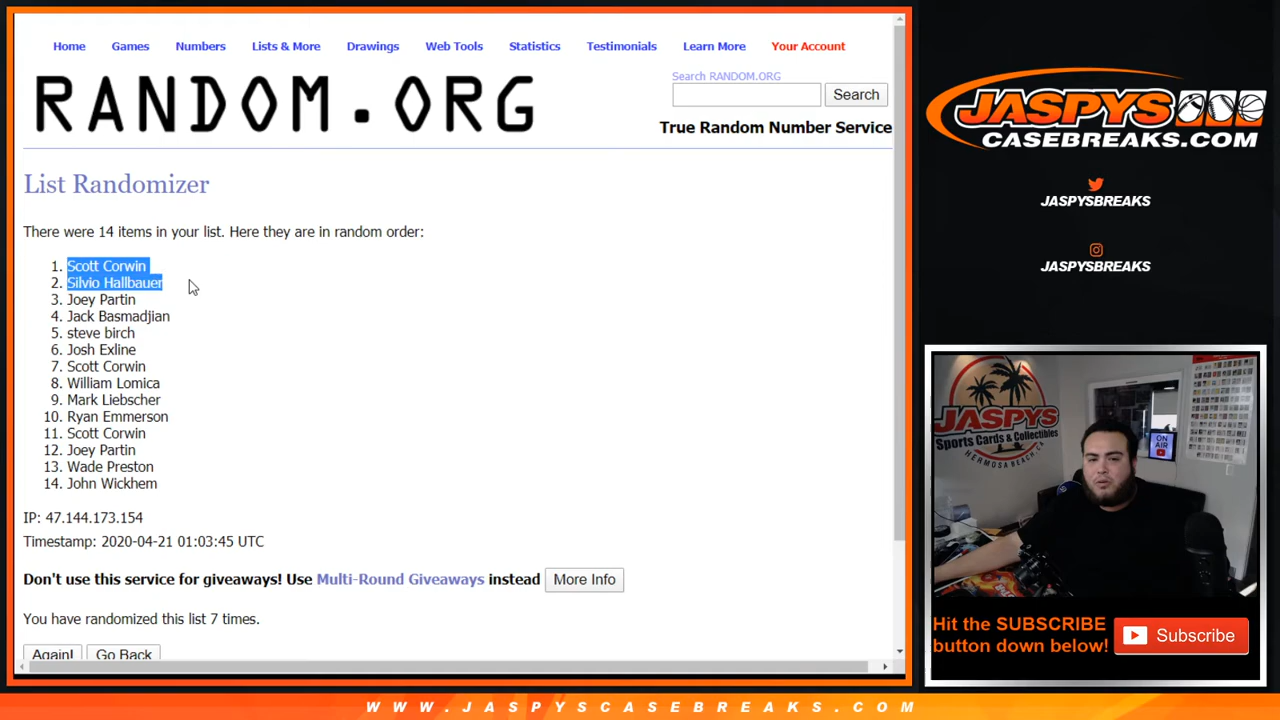 Home Games Numbers Lists & More Drawings Web Tools Statistics Testimonials Learn More Your Account
RANDOM.ORG
Search RANDOM.ORG
Search
True Random Number Service
List Randomizer
There were 14 items in your list. Here they are in random order:
1. Scott Corwin
2. Silvio Hallbauer
3. Joey Partin
4. Jack Basmadjian
5. steve birch
6. Josh Exline
7. Scott Corwin
8. William Lomica
9. Mark Liebscher
10. Ryan Emmerson
11. Scott Corwin
12. Joey Partin
13. Wade Preston
14. John Wickhem
IP: 47.144.173.154
Timestamp: 2020-04-21 01:03:45 UTC
Don't use this service for giveaways! Use Multi-Round Giveaways instead More Info
You have randomized this list 7 times.
Again! Go Back
JASPYS
CASEBREAKS.COM
JASPYSBREAKS
JASPYSBREAKS
JASPYS
Sports Cards & Collectibles
HERMOSA BEACH, CA
ON
AIR
Hit the SUBSCRIBE
button down below!
Subscribe
WWW.JASPYSCASEBREAKS.COM